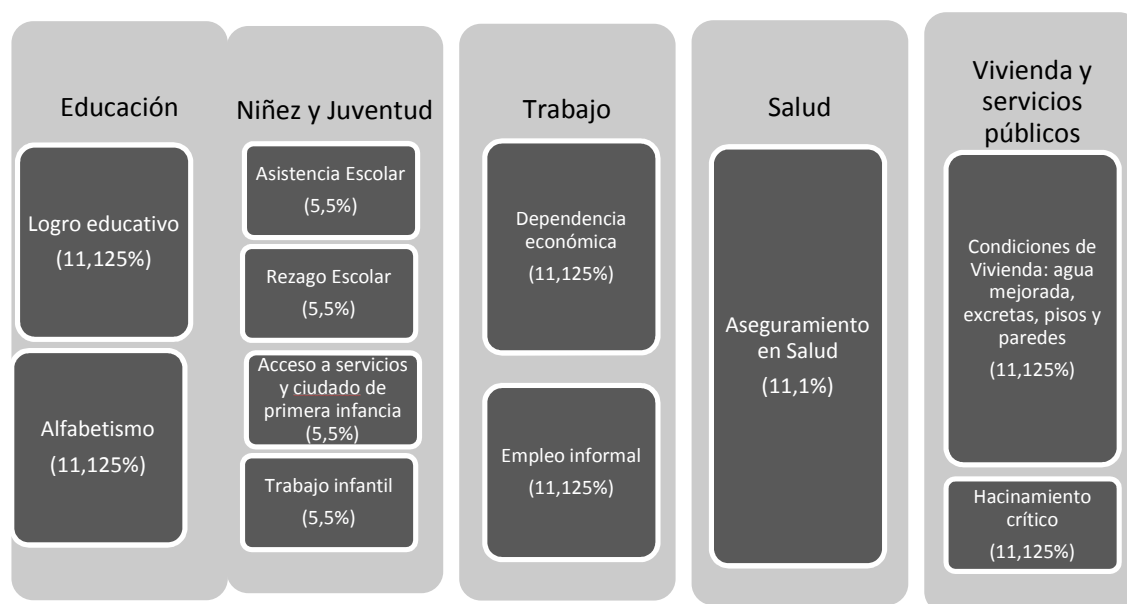 Educación
Logro educativo
(11,125%)
Alfabetismo
(11,125%)
Niñez y Juventud
Asistencia Escolar
(5,5%)
Rezago Escolar
(5,5%)
Acceso a servicios
y ciudado de
primera infancia
(5,5%)
Trabajo infantil
(5,5%)
Trabajo
Dependencia
económica
(11,125%)
Empleo informal
(11,125%)
Salud
Aseguramiento
en Salud
(11,1%)
Vivienda y
servicios
públicos
Condiciones de
Vivienda: agua
mejorada,
excretas, pisos y
paredes
(11,125%)
Hacinamiento
crítico
(11,125%)